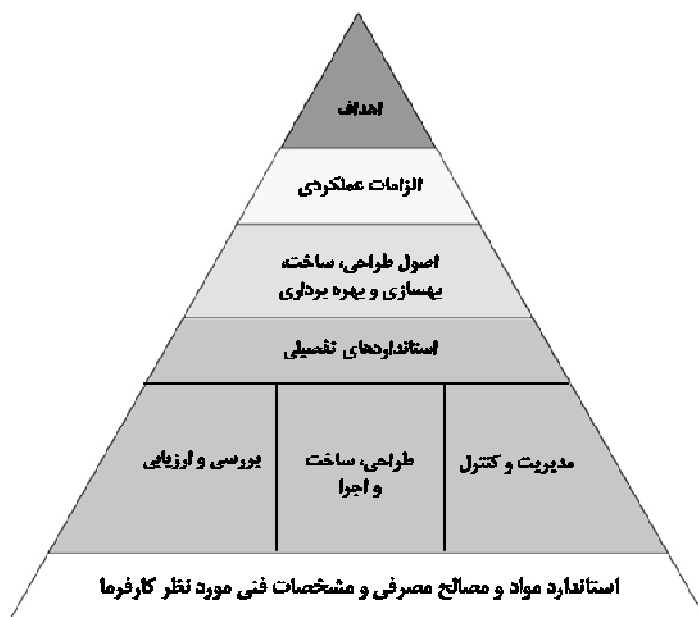 اهداف
الزامات عملکردی
اصول طراحی، ساخت،
بهسازی و بهره برداری
استانداردهای تفصیلی
مدیریت و کنترل
طراحی، ساخت
و اجرا
بررسی و ارزیابی
استاندارد مواد و مصالح مصرفی و مشخصات فنی مورد نظر کارفرما